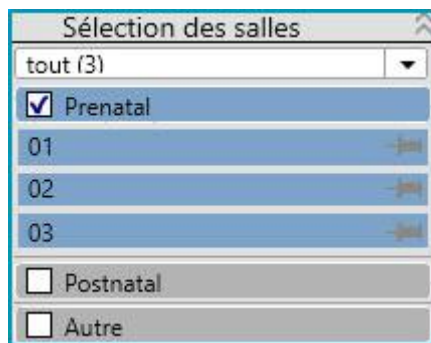 Sélection des salles
tout (3)
Prenatal
01
02
03
Postnatal
Autre